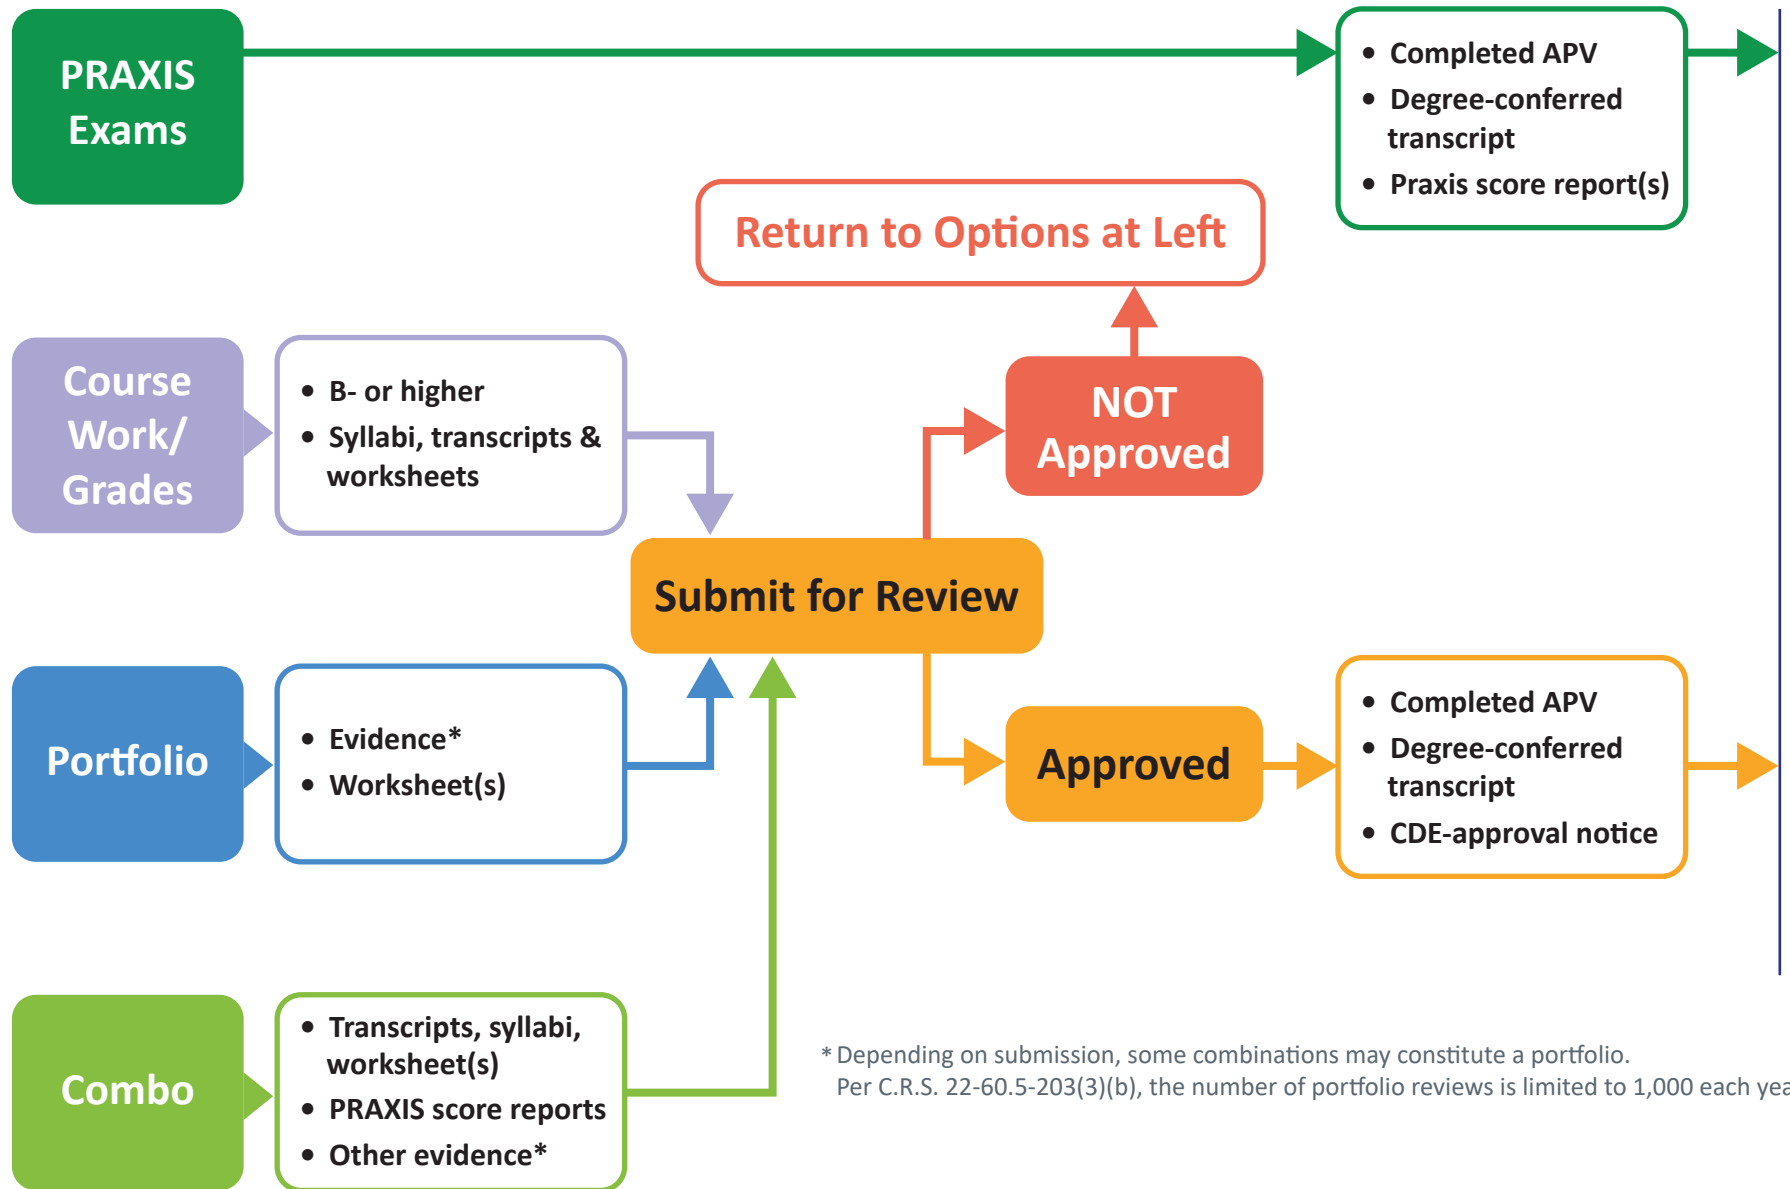 PRAXIS
Exams
• Completed APV
• Degree-conferred
transcript
• Praxis score report(s)
Return to Options at Left
Course
Work/
Grades
• B- or higher
• Syllabi, transcripts &
worksheets
NOT
Approved
Submit for Review
Portfolio
• Evidence*
• Worksheet(s)
Approved
• Completed APV
• Degree-conferred
transcript
• CDE-approval notice
Combo
• Transcripts, syllabi,
worksheet(s)
• PRAXIS score reports
• Other evidence*
* Depending on submission, some combinations may constitute a portfolio.
Per C.R.S. 22-60.5-203(3)(b), the number of portfolio reviews is limited to 1,000 each yea